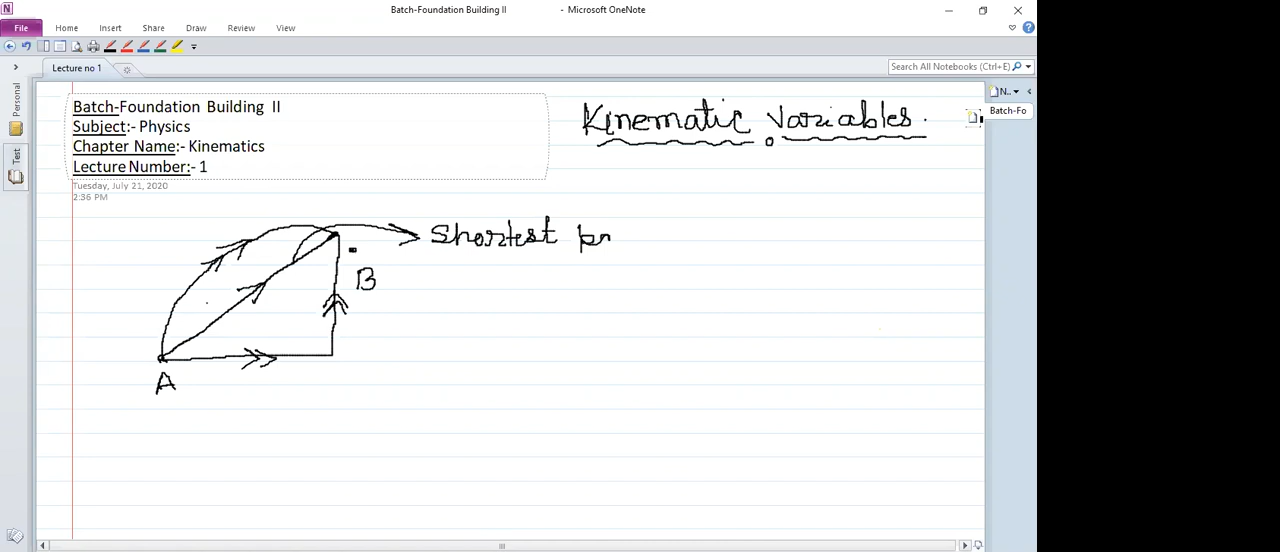 Batch-Foundation Building II - Microsoft OneNote
File Home Insert Share Draw Review View
Lecture no 1
Search All Notebooks (Ctrl+E)
Personal
Test
N..
Batch-Fo
Batch-Foundation Building II
Subject:- Physics
Chapter Name:- Kinematics
Lecture Number:- 1
Tuesday, July 21, 2020
2:36 PM
Kinematic Variables.
Shortest
B
A